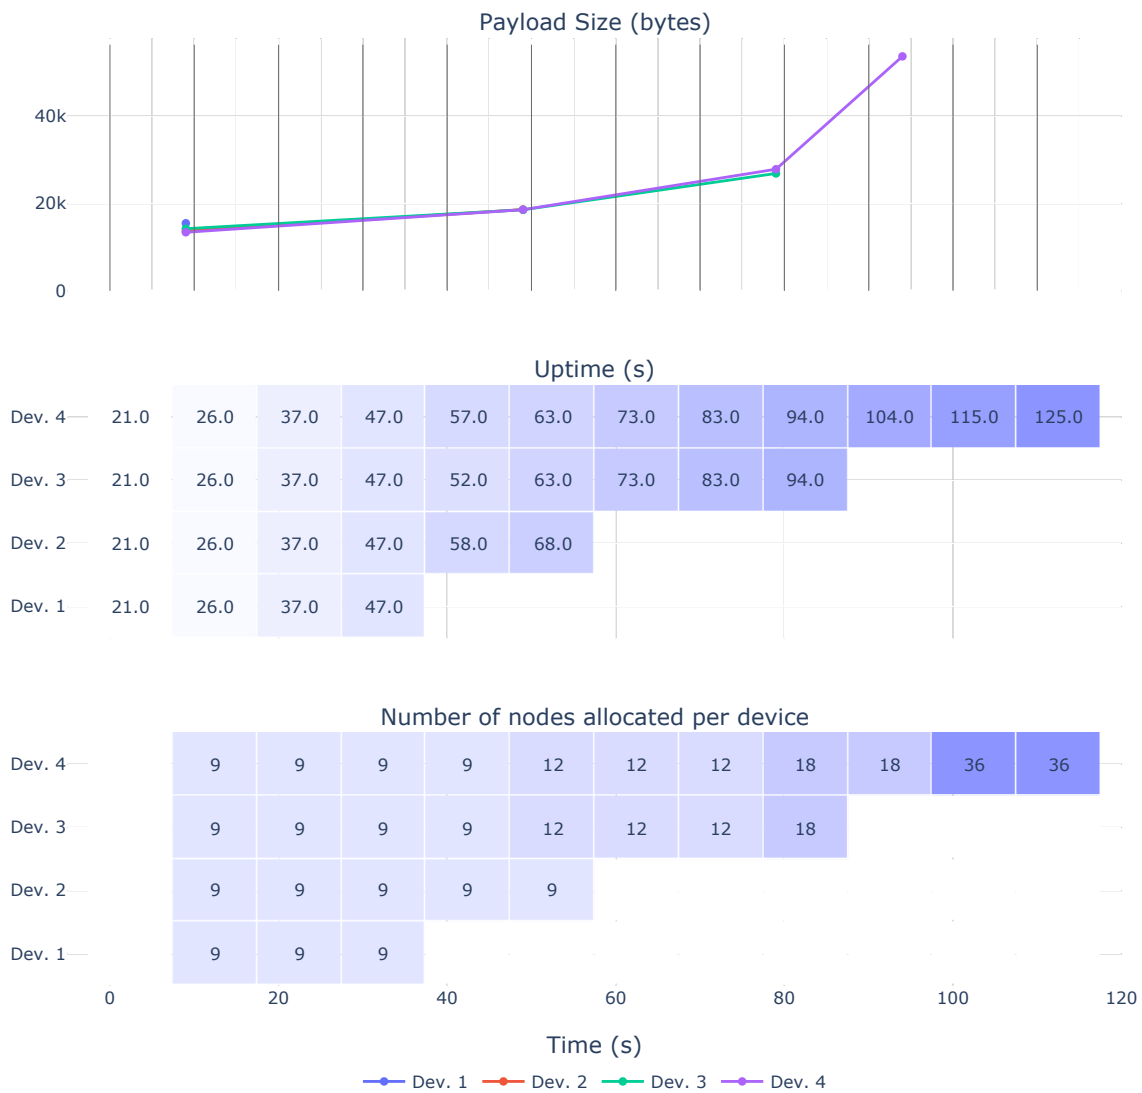 Payload Size (bytes)
40k
20k
0
Uptime (s)
Dev. 4 21.0 26.0 37.0 47.0 57.0 63.0 73.0 83.0 94.0 104.0 115.0 125.0
Dev. 3 21.0 26.0 37.0 47.0 52.0 63.0 73.0 83.0 94.0
Dev. 2 21.0 26.0 37.0 47.0 58.0 68.0
Dev. 1 21.0 26.0 37.0 47.0
Number of nodes allocated per device
Dev. 4 9 9 9 9 12 12 12 18 18 36 36
Dev. 3 9 9 9 9 12 12 12 18
Dev. 2 9 9 9 9 9
Dev. 1 9 9 9
0 20 40 60 80 100 120
Time (s)
Dev. 1 Dev. 2 Dev. 3 Dev. 4